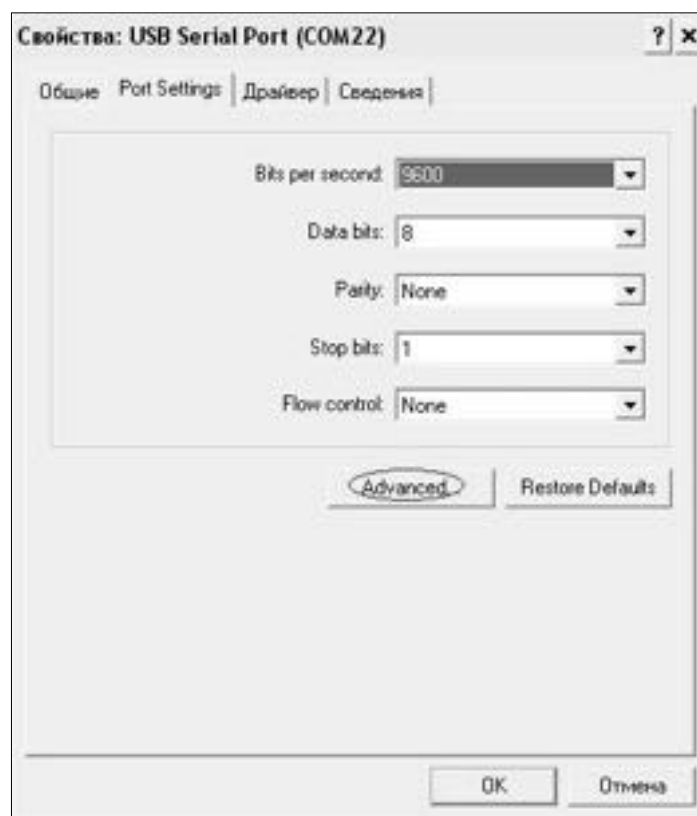 Свойства: USB Serial Port (COM22)
? ×
Общие Port Settings Драйвер Сведения
Bits per second: 9600
Data bits: 8
Parity: None
Stop bits: 1
Flow control: None
Advanced... Restore Defaults
OK Отмена